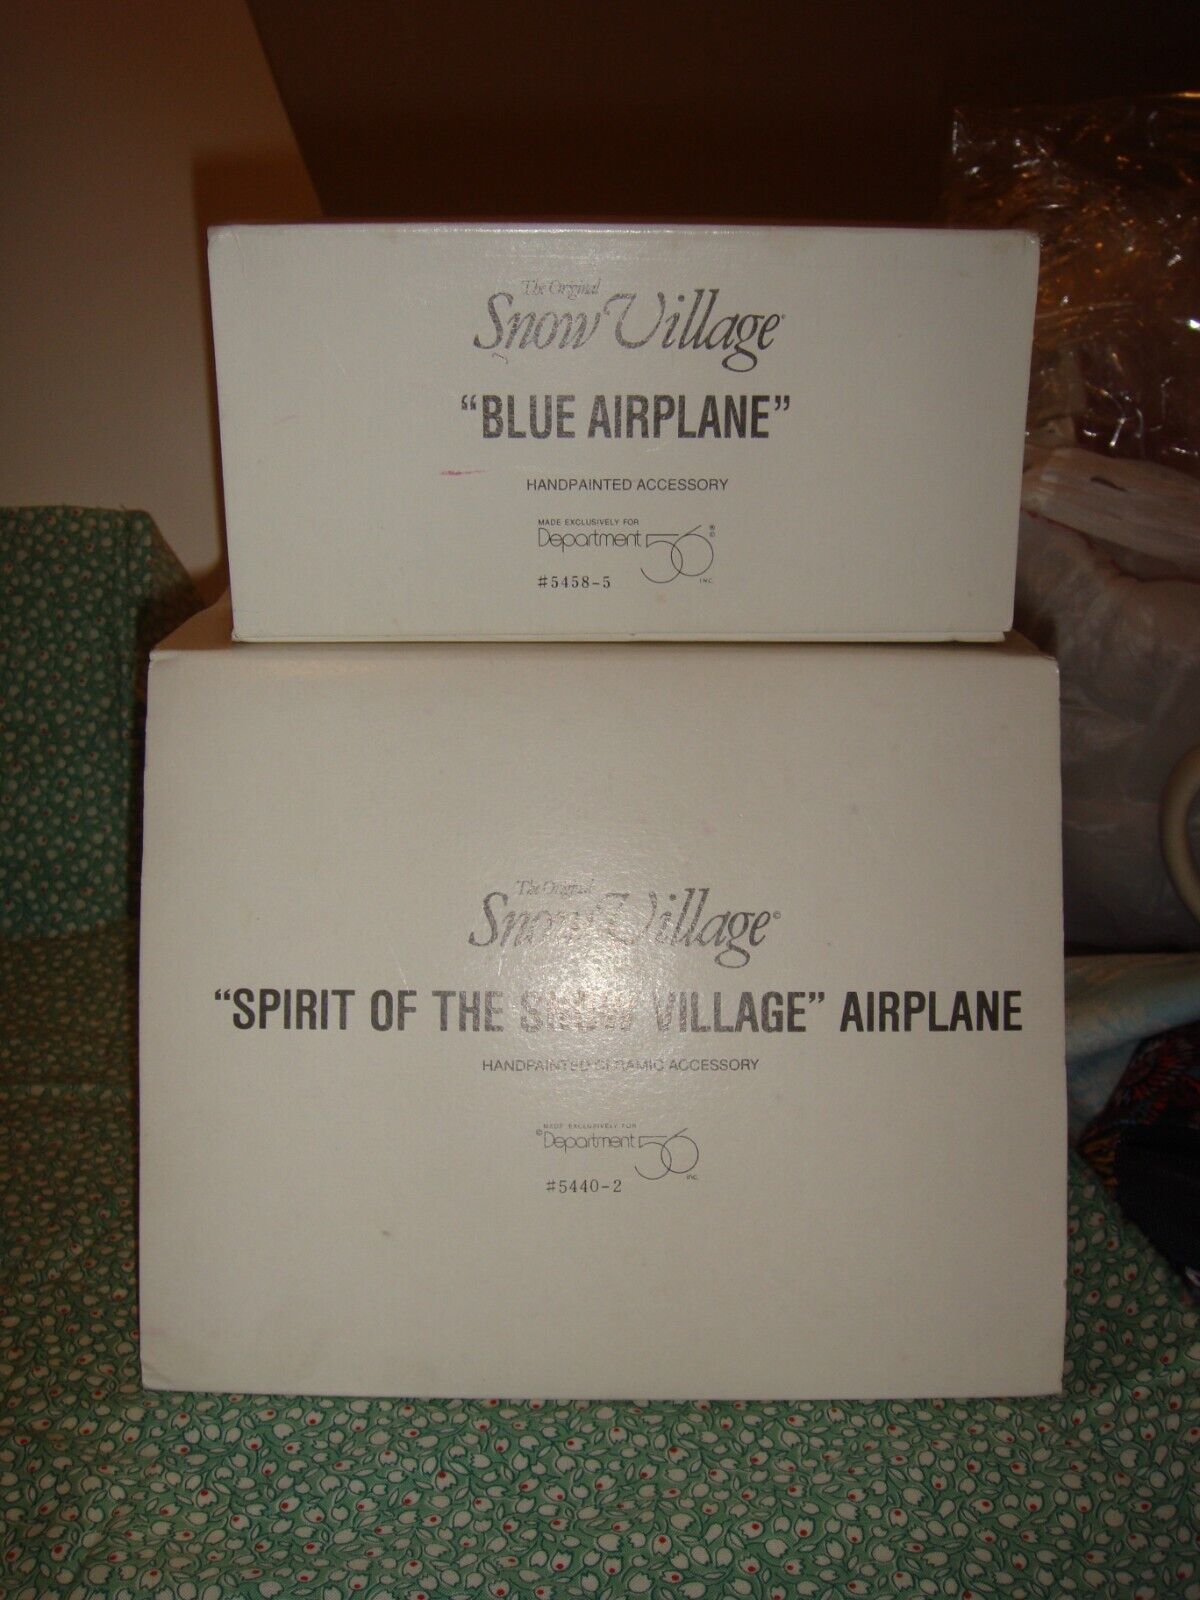 The Original
Snow Village®
"BLUE AIRPLANE"
HANDPAINTED ACCESSORY
MADE EXCLUSIVELY FOR
Department 56®
INC.
#5458-5
The Original
Snow Village©
"SPIRIT OF THE SNOW VILLAGE" AIRPLANE
HANDPAINTED CERAMIC ACCESSORY
MADE EXCLUSIVELY FOR
©Department 56
INC.
#5440-2